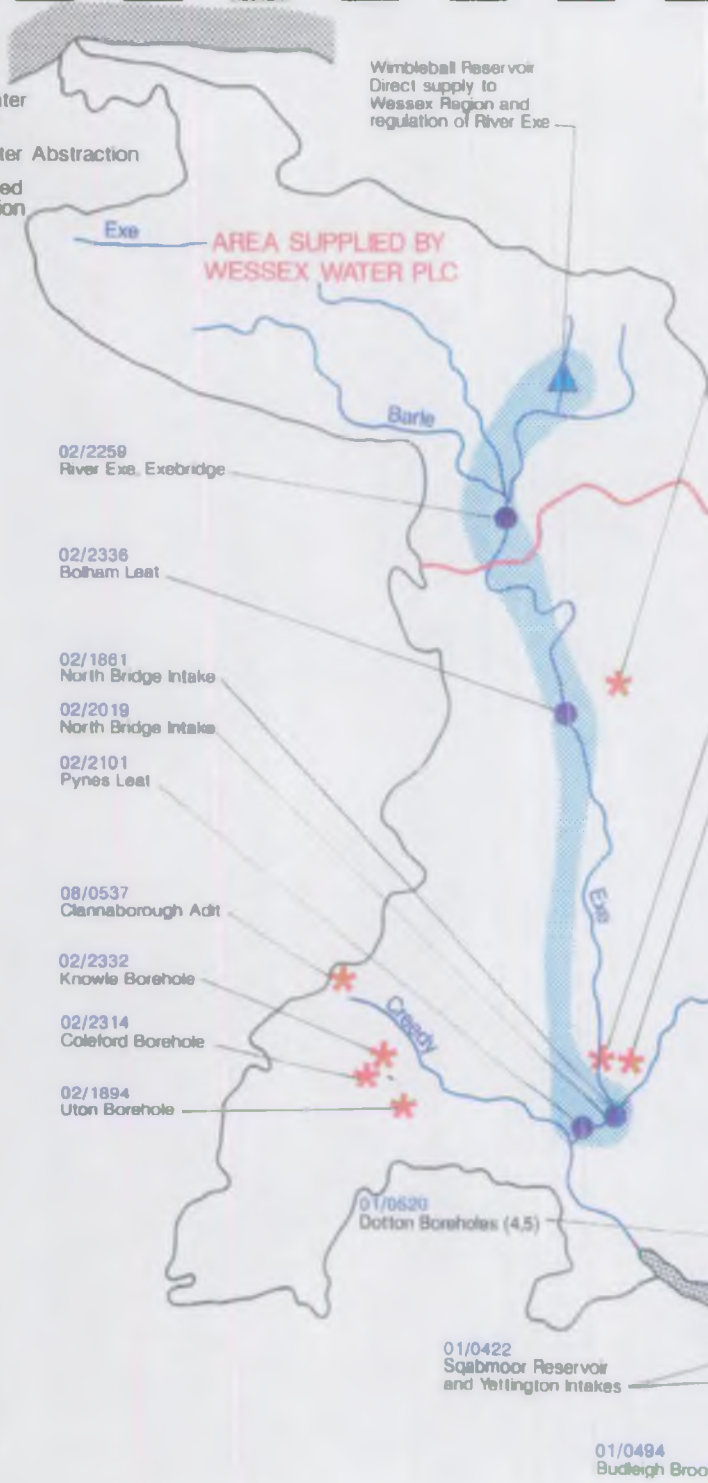 ter
ter Abstraction
ed
ion
Wimbleball Reservoir
Direct supply to
Wessex Region and
regulation of River Exe
Exe
AREA SUPPLIED BY
WESSEX WATER PLC
Barle
02/2259
River Exe, Exebridge
02/2336
Bolham Leat
02/1861
North Bridge Intake
02/2019
North Bridge Intake
02/2101
Pynes Leat
Exe
08/0537
Clannaborough Adit
02/2332
Knowle Borehole
02/2314
Coleford Borehole
02/1894
Uton Borehole
Creedy
01/0520
Dotton Boreholes (4,5)
01/0422
Sqabmoor Reservoir
and Yettington Intakes
01/0494
Budleigh Broo